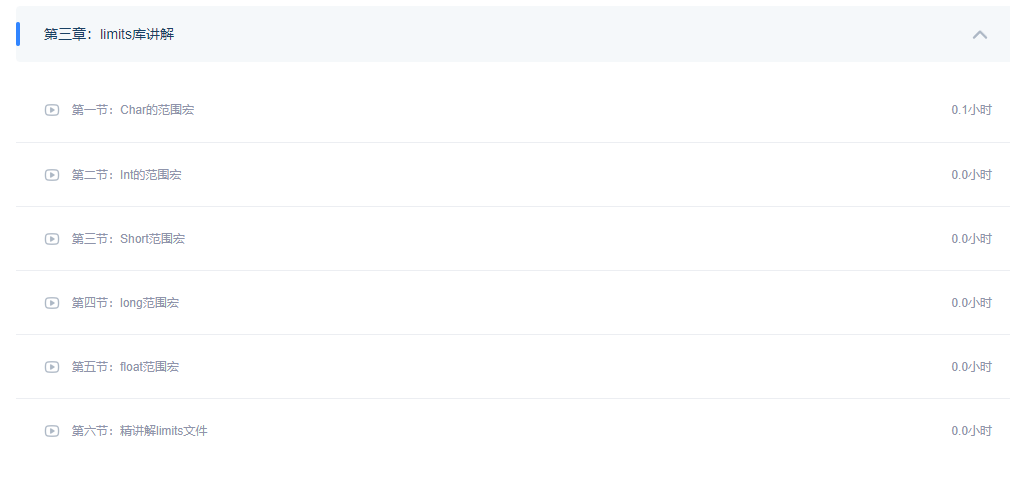 第三章：limits库讲解
第一节：Char的范围宏 0.1小时
第二节：Int的范围宏 0.0小时
第三节：Short范围宏 0.0小时
第四节：long范围宏 0.0小时
第五节：float范围宏 0.0小时
第六节：精讲解limits文件 0.0小时